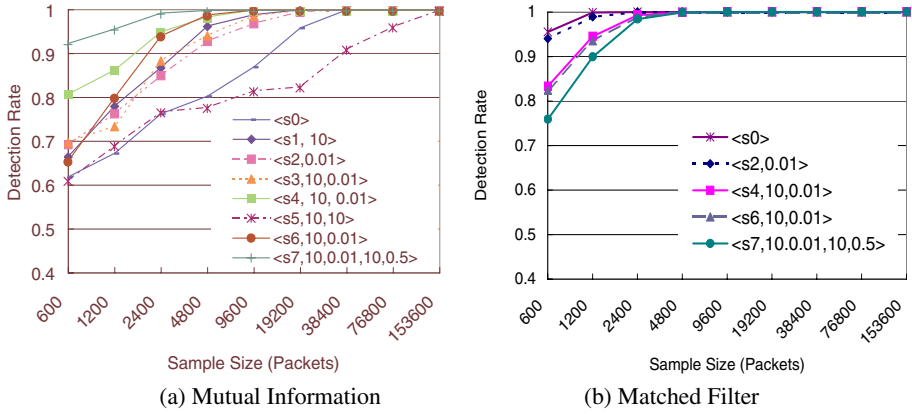 Detection Rate
1
0.9
0.8
0.7
0.6
0.5
0.4
<s0>
<s1, 10>
<s2,0.01>
<s3,10,0.01>
<s4, 10, 0.01>
<s5,10,10>
<s6,10,0.01>
<s7,10,0.01,10,0.5>
600
1200
2400
4800
9600
19200
38400
76800
153600
Sample Size (Packets)
(a) Mutual Information
Detection Rate
1
0.9
0.8
0.7
0.6
0.5
0.4
<s0>
<s2,0.01>
<s4,10,0.01>
<s6,10,0.01>
<s7,10,0.01,10,0.5>
600
1200
2400
4800
9600
19200
38400
76800
153600
Sample Size (Packets)
(b) Matched Filter